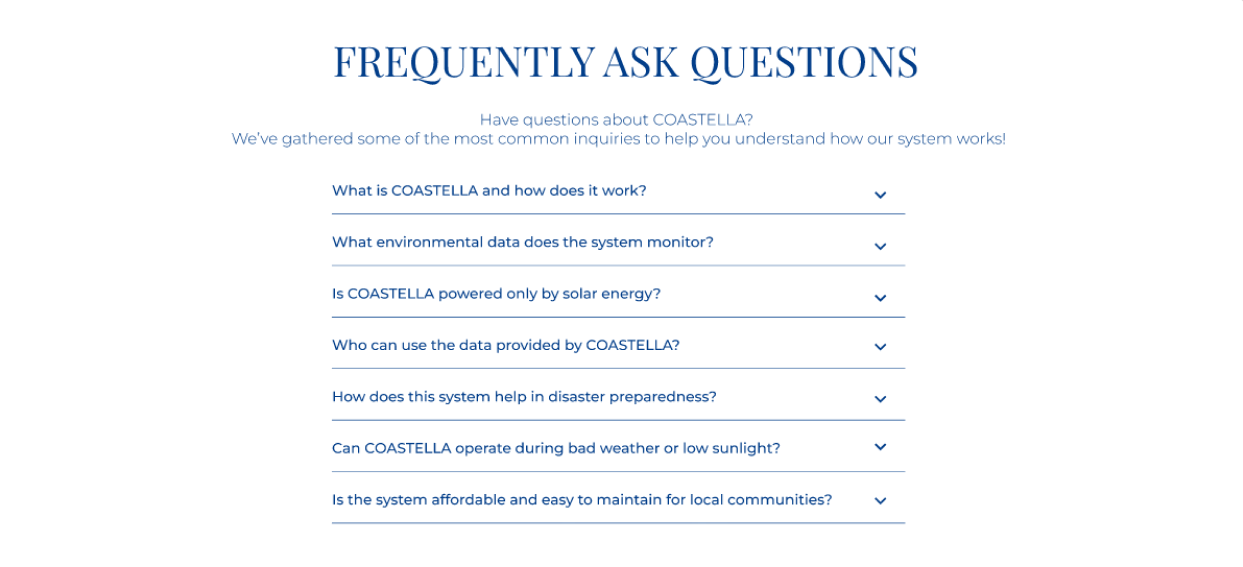 FREQUENTLY ASK QUESTIONS
Have questions about COASTELLA?
We've gathered some of the most common inquiries to help you understand how our system works!
What is COASTELLA and how does it work?
What environmental data does the system monitor?
Is COASTELLA powered only by solar energy?
Who can use the data provided by COASTELLA?
How does this system help in disaster preparedness?
Can COASTELLA operate during bad weather or low sunlight?
Is the system affordable and easy to maintain for local communities?